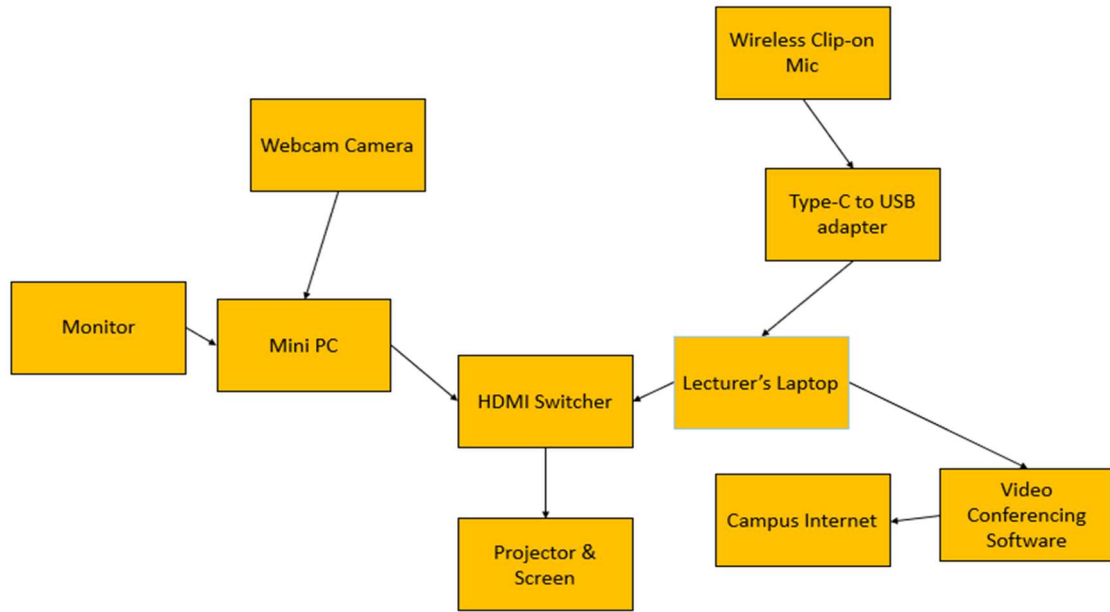 Wireless Clip-on
Mic
Webcam Camera
Type-C to USB
adapter
Monitor
Mini PC
HDMI Switcher
Lecturer’s Laptop
Campus Internet
Video
Conferencing
Software
Projector &
Screen